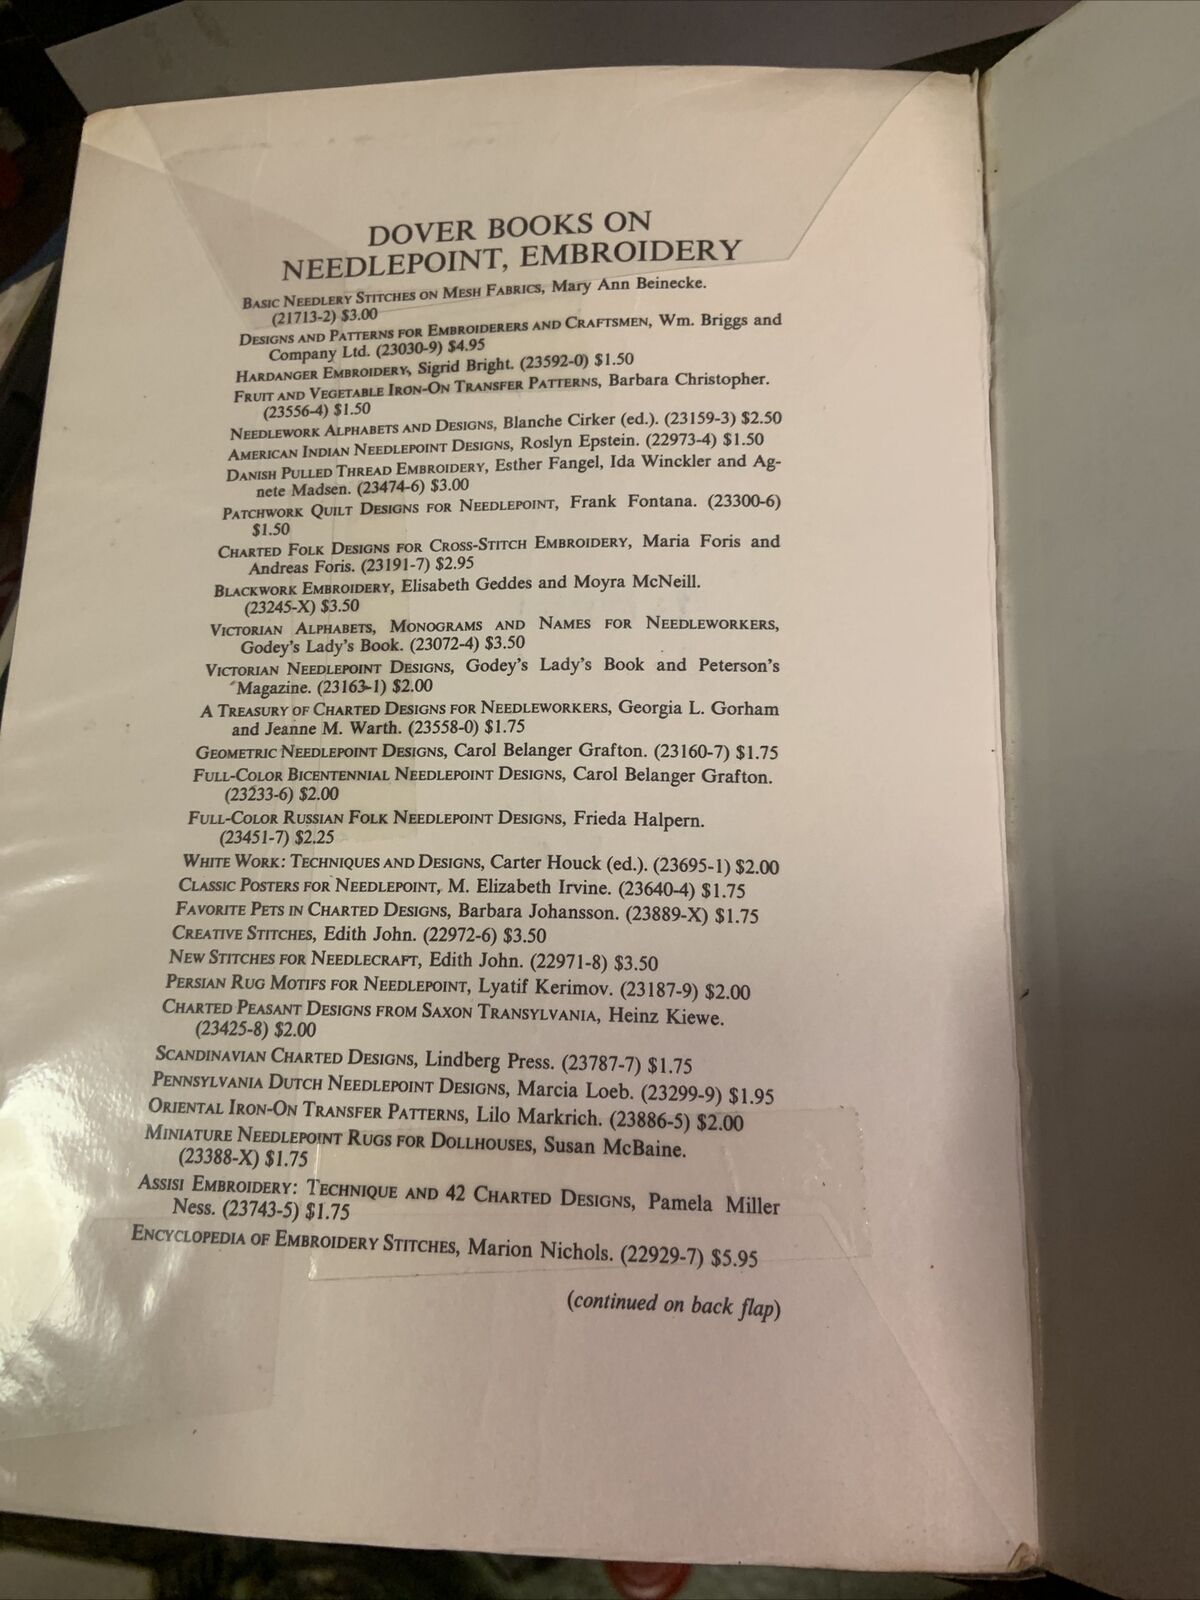 DOVER BOOKS ON
NEEDLEPOINT, EMBROIDERY
BASIC NEEDLERY STITCHES ON MESH FABRICS, Mary Ann Beinecke.
(21713-2) $3.00
DESIGNS AND PATTERNS FOR EMBROIDERERS AND CRAFTSMEN, Wm. Briggs and
Company Ltd. (23030-9) $4.95
HARDANGER EMBROIDERY, Sigrid Bright. (23592-0) $1.50
FRUIT AND VEGETABLE IRON-ON TRANSFER PATTERNS, Barbara Christopher.
(23556-4) $1.50
NEEDLEWORK ALPHABETS AND DESIGNS, Blanche Cirker (ed.). (23159-3) $2.50
AMERICAN INDIAN NEEDLEPOINT DESIGNS, Roslyn Epstein. (22973-4) $1.50
DANISH PULLED THREAD EMBROIDERY, Esther Fangel, Ida Winckler and Ag-
nete Madsen. (23474-6) $3.00
PATCHWORK QUILT DESIGNS FOR NEEDLEPOINT, Frank Fontana. (23300-6)
$1.50
CHARTED FOLK DESIGNS FOR CROSS-STITCH EMBROIDERY, Maria Foris and
Andreas Foris. (23191-7) $2.95
BLACKWORK EMBROIDERY, Elisabeth Geddes and Moyra McNeill.
(23245-X) $3.50
VICTORIAN ALPHABETS, MONOGRAMS AND NAMES FOR NEEDLEWORKERS,
Godey's Lady's Book. (23072-4) $3.50
VICTORIAN NEEDLEPOINT DESIGNS, Godey's Lady's Book and Peterson's
Magazine. (23163-1) $2.00
A TREASURY OF CHARTED DESIGNS FOR NEEDLEWORKERS, Georgia L. Gorham
and Jeanne M. Warth. (23558-0) $1.75
GEOMETRIC NEEDLEPOINT DESIGNS, Carol Belanger Grafton. (23160-7) $1.75
FULL-COLOR BICENTENNIAL NEEDLEPOINT DESIGNS, Carol Belanger Grafton.
(23233-6) $2.00
FULL-COLOR RUSSIAN FOLK NEEDLEPOINT DESIGNS, Frieda Halpern.
(23451-7) $2.25
WHITE WORK: TECHNIQUES AND DESIGNS, Carter Houck (ed.). (23695-1) $2.00
CLASSIC POSTERS FOR NEEDLEPOINT, M. Elizabeth Irvine. (23640-4) $1.75
FAVORITE PETS IN CHARTED DESIGNS, Barbara Johansson. (23889-X) $1.75
CREATIVE STITCHES, Edith John. (22972-6) $3.50
NEW STITCHES FOR NEEDLECRAFT, Edith John. (22971-8) $3.50
PERSIAN RUG MOTIFS FOR NEEDLEPOINT, Lyatif Kerimov. (23187-9) $2.00
CHARTED PEASANT DESIGNS FROM SAXON TRANSYLVANIA, Heinz Kiewe.
(23425-8) $2.00
SCANDINAVIAN CHARTED DESIGNS, Lindberg Press. (23787-7) $1.75
PENNSYLVANIA DUTCH NEEDLEPOINT DESIGNS, Marcia Loeb. (23299-9) $1.95
ORIENTAL IRON-ON TRANSFER PATTERNS, Lilo Markrich. (23886-5) $2.00
MINIATURE NEEDLEPOINT RUGS FOR DOLLHOUSES, Susan McBaine.
(23388-X) $1.75
ASSISI EMBROIDERY: TECHNIQUE AND 42 CHARTED DESIGNS, Pamela Miller
Ness. (23743-5) $1.75
ENCYCLOPEDIA OF EMBROIDERY STITCHES, Marion Nichols. (22929-7) $5.95
(continued on back flap)